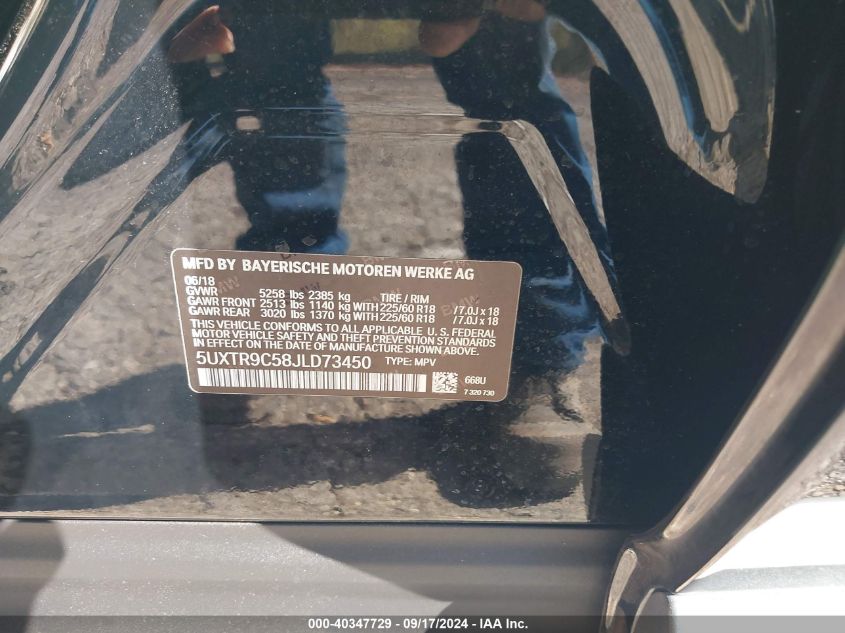 MFD BY BAYERISCHE MOTOREN WERKE AG
06/18
GVWR 5258 lbs 2385 kg TIRE / RIM
GAWR FRONT 2513 lbs 1140 kg WITH 225/60 R18 /7.0J x 18
GAWR REAR 3020 lbs 1370 kg WITH 225/60 R18 /7.0J x 18
THIS VEHICLE CONFORMS TO ALL APPLICABLE U. S. FEDERAL
MOTOR VEHICLE SAFETY, BUMPER, AND THEFT PREVENTION
STANDARDS IN EFFECT ON THE DATE OF MANUFACTURE SHOWN ABOVE.
5UXTR9C58JLD73450 TYPE: MPV
668U
7 320 730
000-40347729 - 09/17/2024 - IAA Inc.